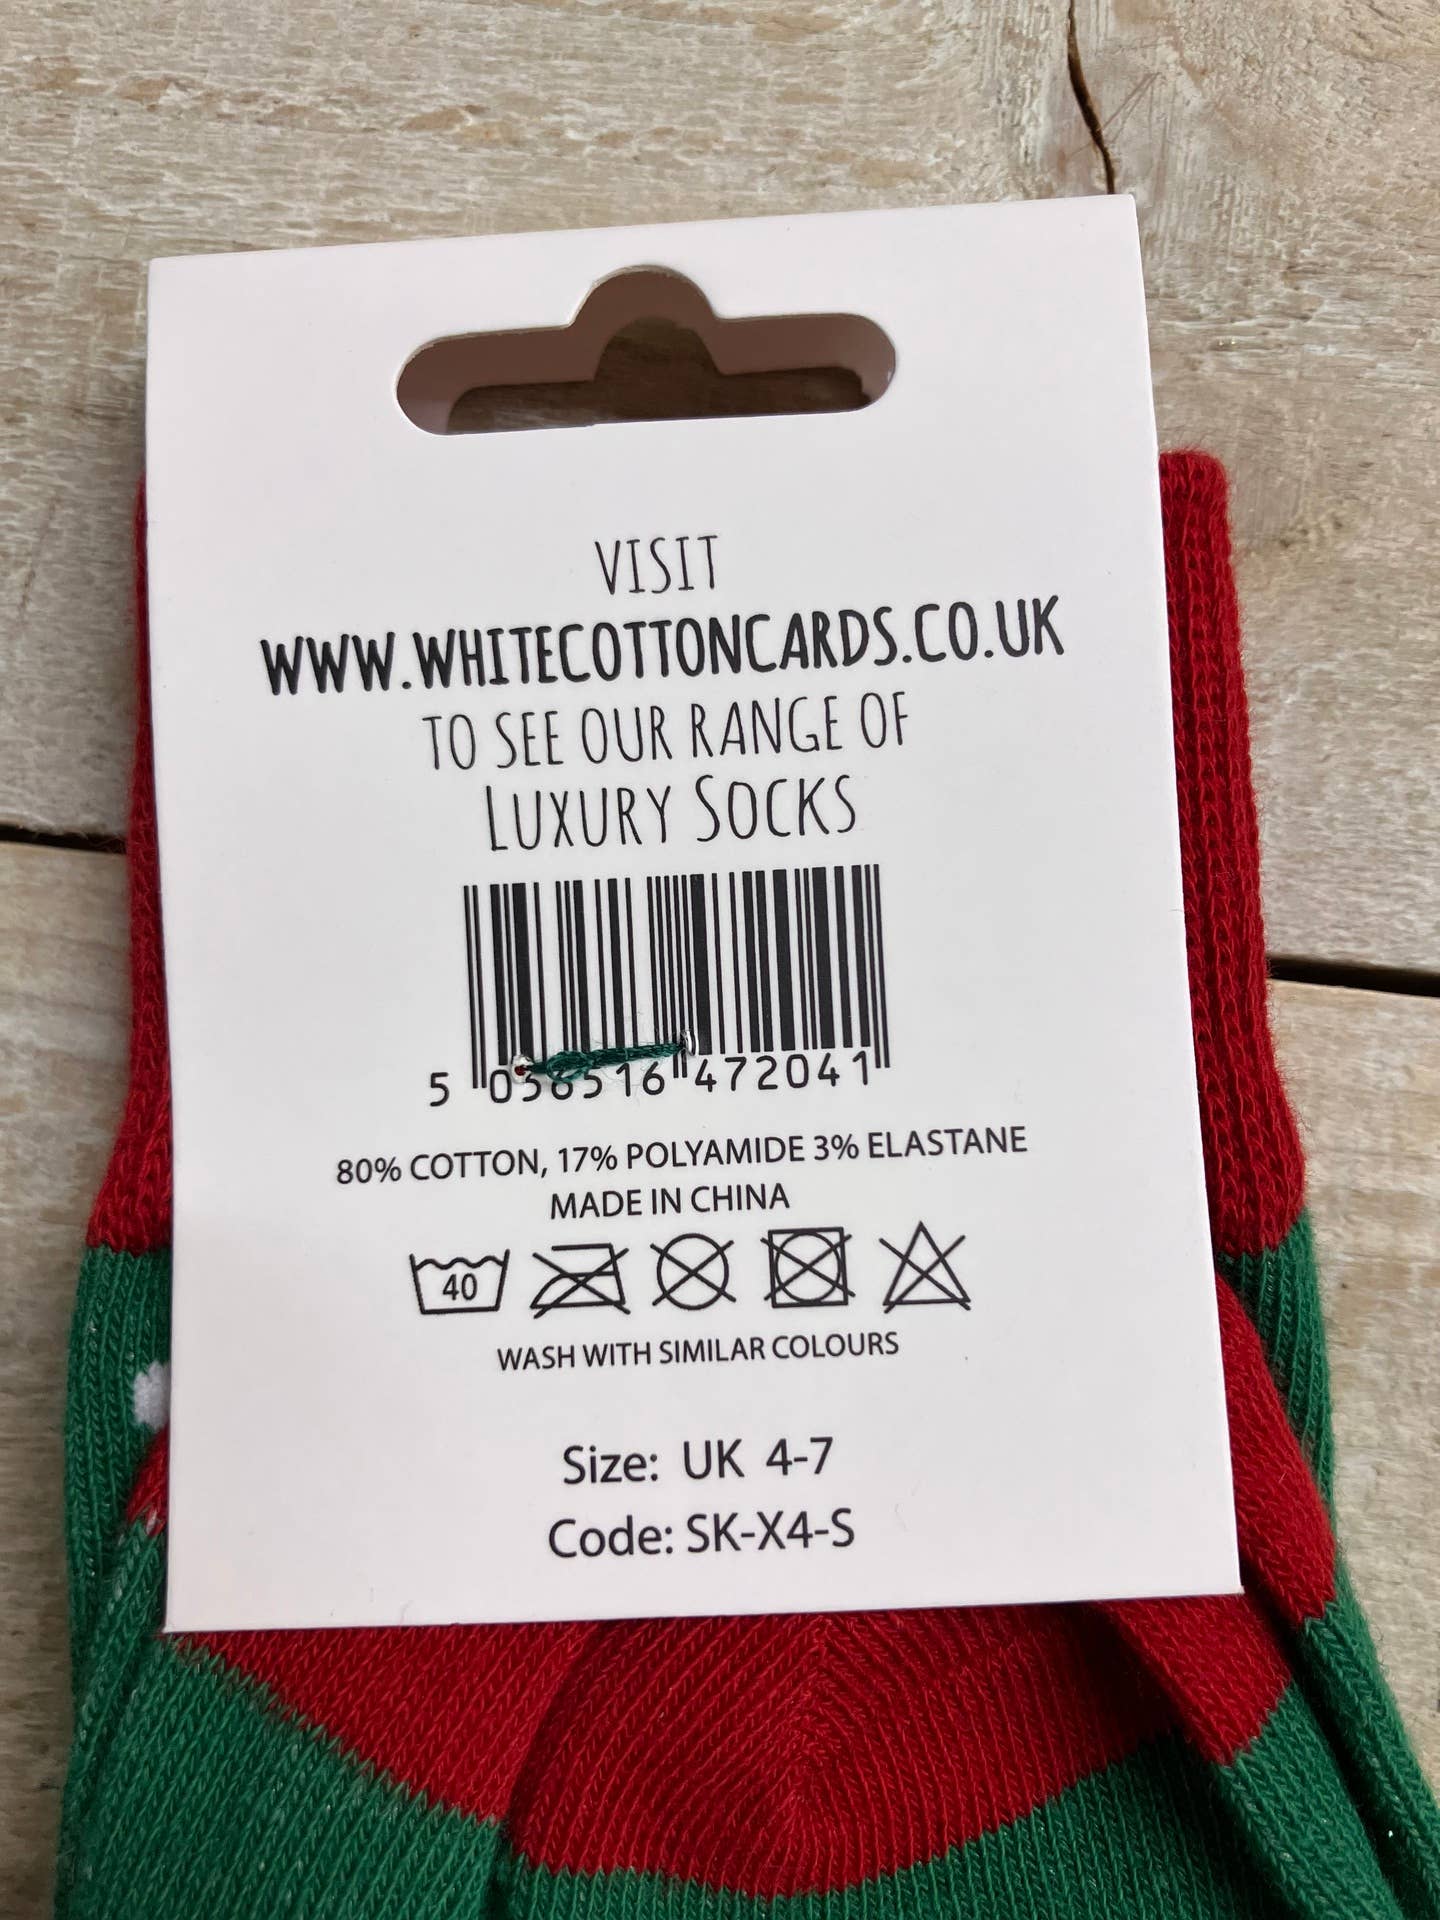 VISIT
WWW.WHITECOTTONCARDS.CO.UK
TO SEE OUR RANGE OF
LUXURY SOCKS
5 056516 472041
80% COTTON, 17% POLYAMIDE 3% ELASTANE
MADE IN CHINA
40
WASH WITH SIMILAR COLOURS
Size: UK 4-7
Code: SK-X4-S